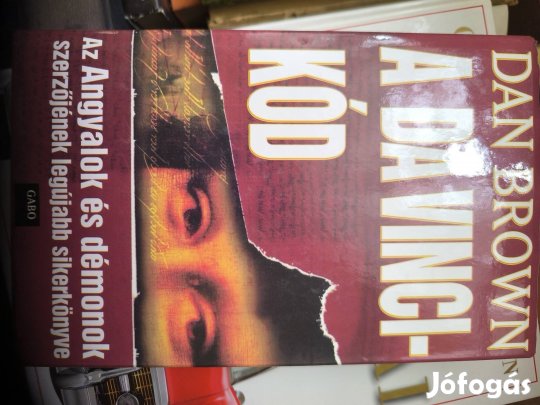 DAN BROWN
A DA VINCI-
KÓD
Az Angyalok és démonok
szerzőjének legújabb sikerkönyve
GABO
Jófogás